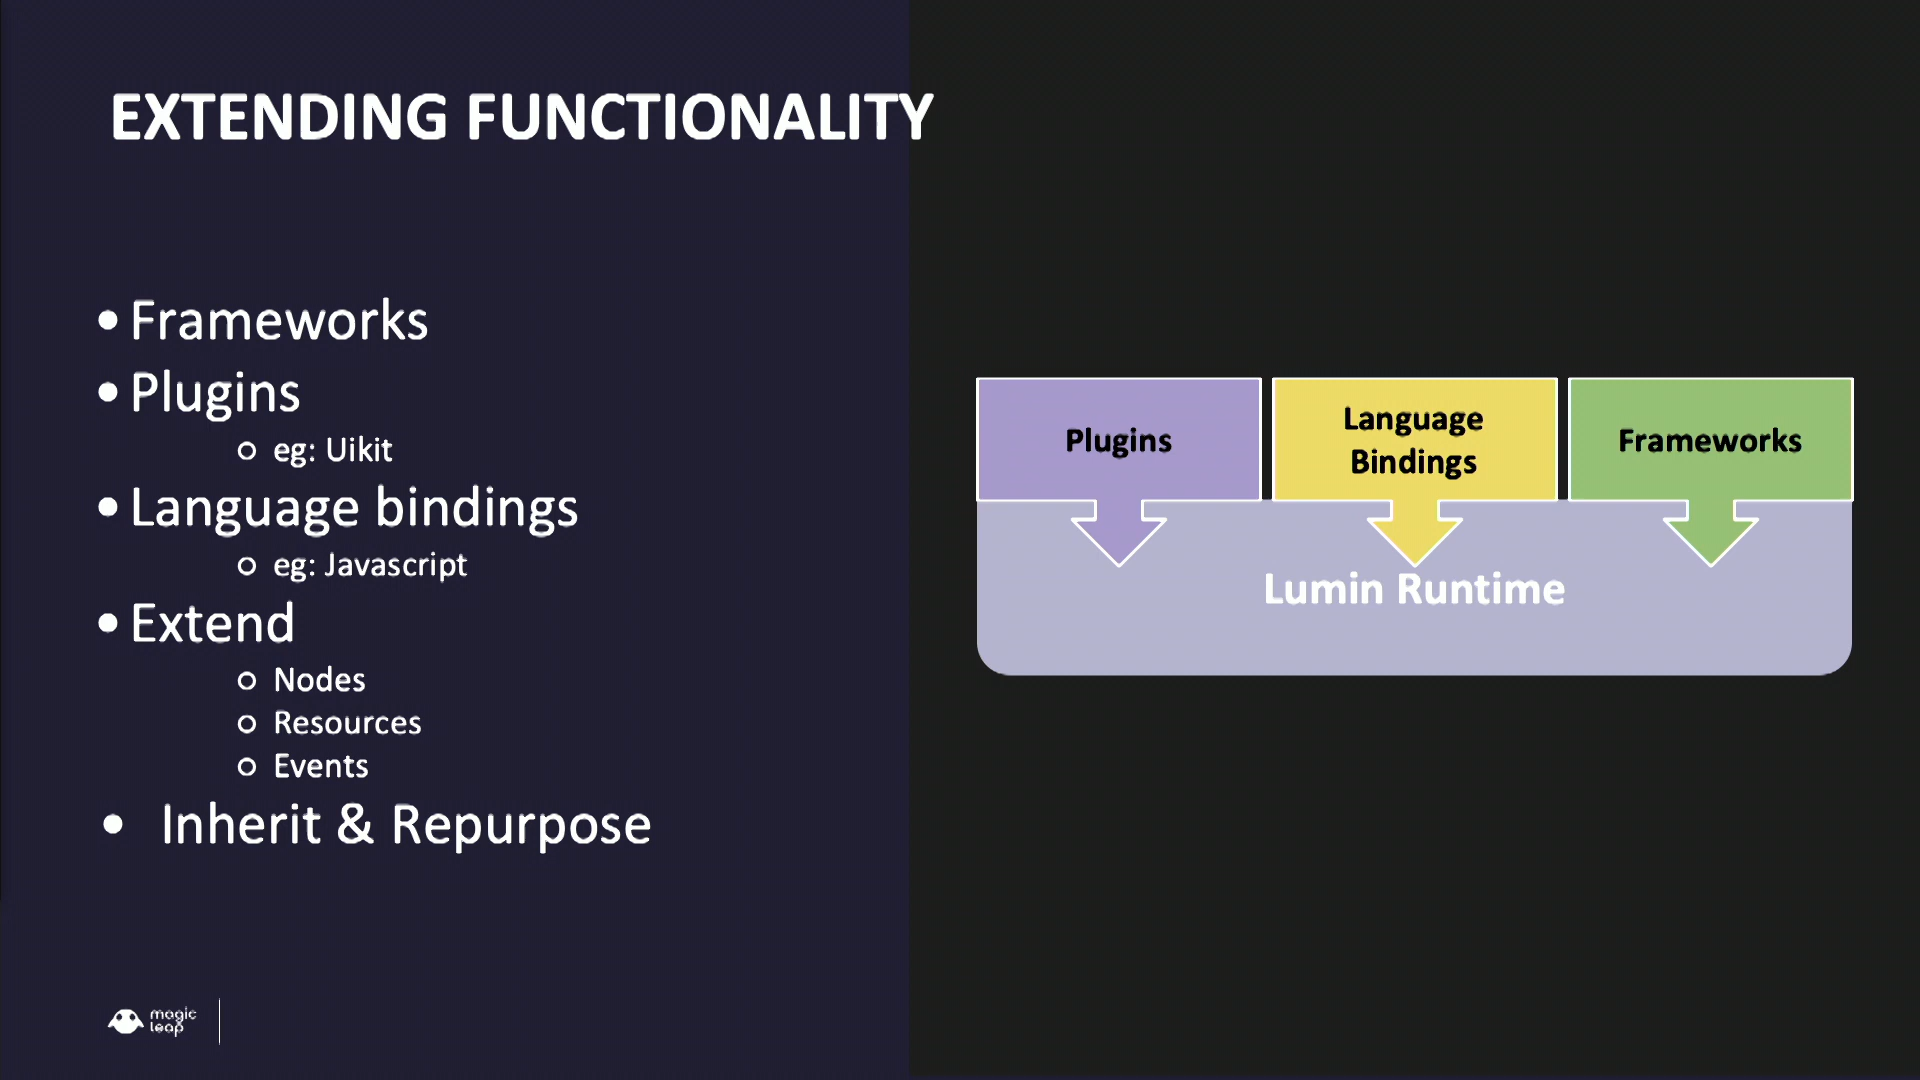 EXTENDING FUNCTIONALITY
• Frameworks
• Plugins
○ eg: Uikit
• Language bindings
○ eg: Javascript
• Extend
○ Nodes
○ Resources
○ Events
• Inherit & Repurpose
Plugins
Language
Bindings
Frameworks
Lumin Runtime
magic
leap